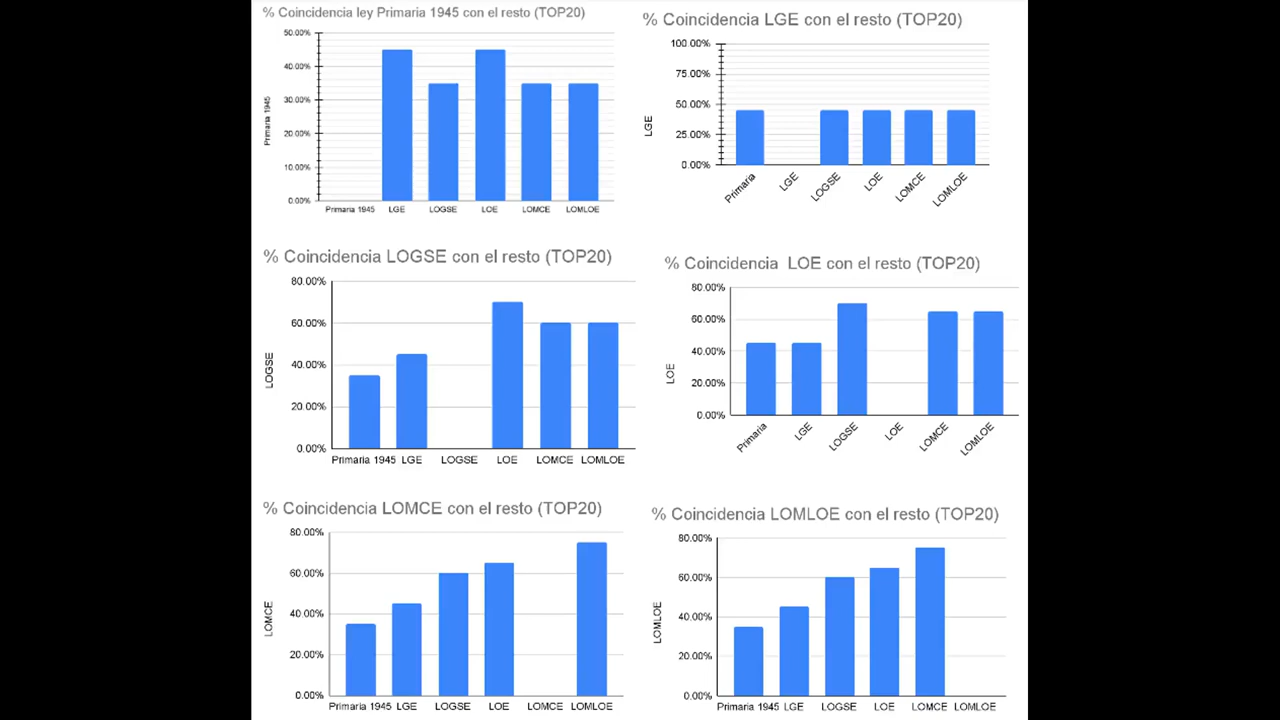 % Coincidencia ley Primaria 1945 con el resto (TOP20)
50.00%
40.00%
30.00%
20.00%
10.00%
0.00%
Primaria 1945
Primaria 1945 LGE LOGSE LOE LOMCE LOMLOE
% Coincidencia LGE con el resto (TOP20)
100.00%
75.00%
50.00%
25.00%
0.00%
LGE
Primaria LGE LOGSE LOE LOMCE LOMLOE
% Coincidencia LOGSE con el resto (TOP20)
80.00%
60.00%
40.00%
20.00%
0.00%
LOGSE
Primaria 1945 LGE LOGSE LOE LOMCE LOMLOE
% Coincidencia LOE con el resto (TOP20)
80.00%
60.00%
40.00%
20.00%
0.00%
LOE
Primaria LGE LOGSE LOE LOMCE LOMLOE
% Coincidencia LOMCE con el resto (TOP20)
80.00%
60.00%
40.00%
20.00%
0.00%
LOMCE
Primaria 1945 LGE LOGSE LOE LOMCE LOMLOE
% Coincidencia LOMLOE con el resto (TOP20)
80.00%
60.00%
40.00%
20.00%
0.00%
LOMLOE
Primaria 1945 LGE LOGSE LOE LOMCE LOMLOE